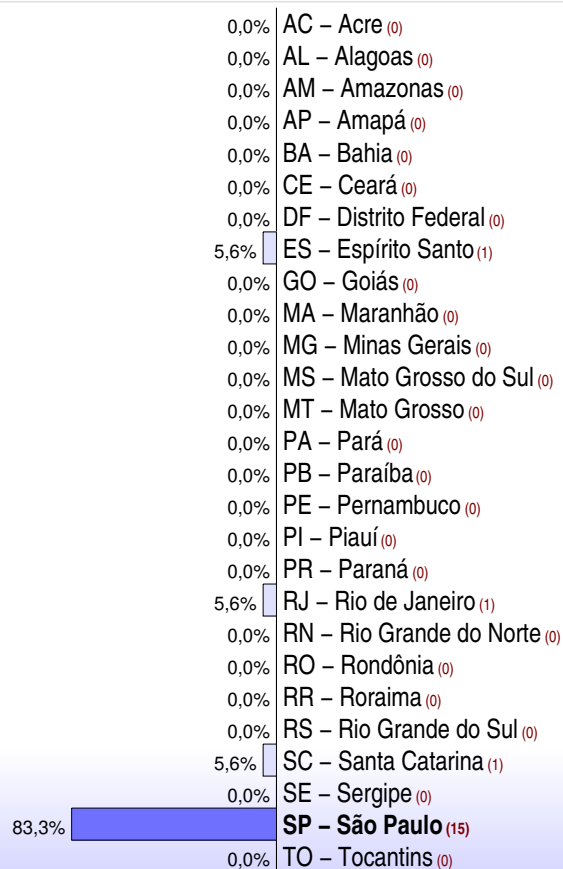 0,0% AC – Acre (0)
0,0% AL – Alagoas (0)
0,0% AM – Amazonas (0)
0,0% AP – Amapá (0)
0,0% BA – Bahia (0)
0,0% CE – Ceará (0)
0,0% DF – Distrito Federal (0)
5,6% ES – Espírito Santo (1)
0,0% GO – Goiás (0)
0,0% MA – Maranhão (0)
0,0% MG – Minas Gerais (0)
0,0% MS – Mato Grosso do Sul (0)
0,0% MT – Mato Grosso (0)
0,0% PA – Pará (0)
0,0% PB – Paraíba (0)
0,0% PE – Pernambuco (0)
0,0% PI – Piauí (0)
0,0% PR – Paraná (0)
5,6% RJ – Rio de Janeiro (1)
0,0% RN – Rio Grande do Norte (0)
0,0% RO – Rondônia (0)
0,0% RR – Roraima (0)
0,0% RS – Rio Grande do Sul (0)
5,6% SC – Santa Catarina (1)
0,0% SE – Sergipe (0)
83,3% SP – São Paulo (15)
0,0% TO – Tocantins (0)